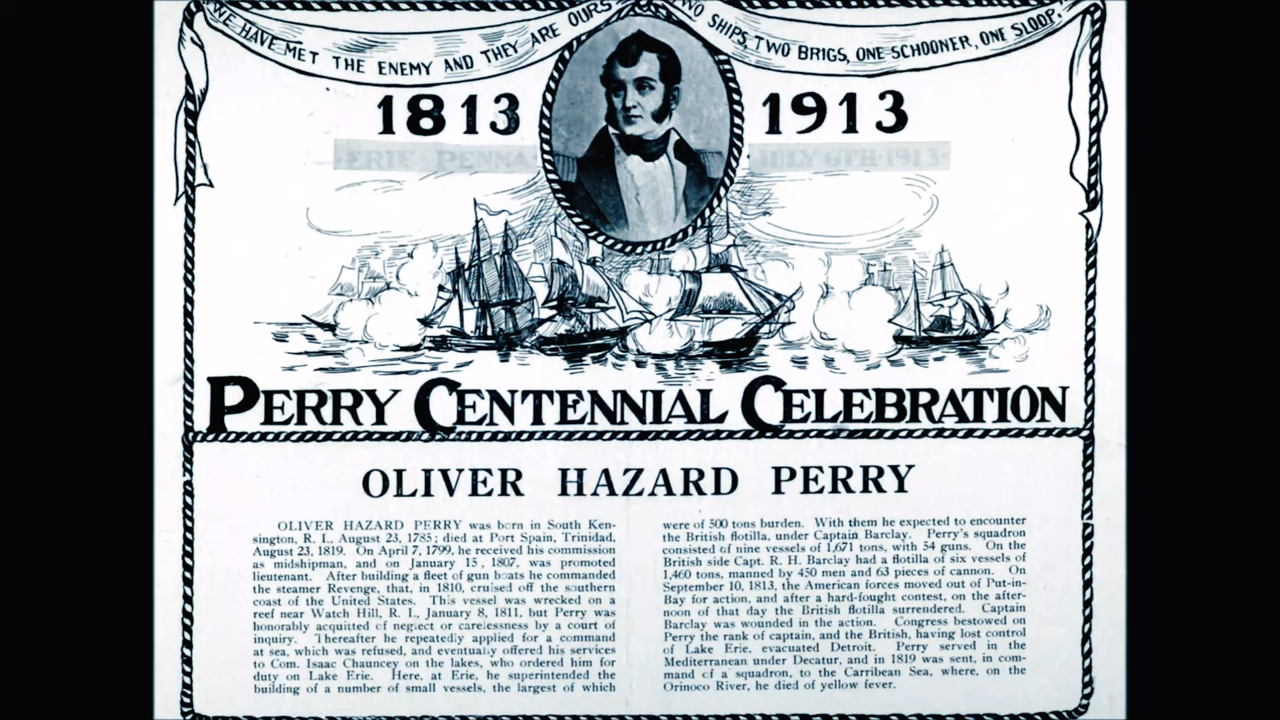 "WE HAVE MET THE ENEMY AND THEY ARE OURS
TWO SHIPS, TWO BRIGS, ONE SCHOONER, ONE SLOOP."
1813 1913
·ERIE PENNA· JULY 6TH·1913·
PERRY CENTENNIAL CELEBRATION
OLIVER HAZARD PERRY
OLIVER HAZARD PERRY was born in South Ken-
sington, R. I., August 23, 1785; died at Port Spain, Trinidad,
August 23, 1819. On April 7, 1799, he received his commission
as midshipman, and on January 15, 1807, was promoted
lieutenant. After building a fleet of gun boats he commanded
the steamer Revenge, that, in 1810, cruised off the southern
coast of the United States. This vessel was wrecked on a
reef near Watch Hill, R. I., January 8, 1811, but Perry was
honorably acquitted of neglect or carelessness by a court of
inquiry. Thereafter he repeatedly applied for a command
at sea, which was refused, and eventually offered his services
to Com. Isaac Chauncey on the lakes, who ordered him for
duty on Lake Erie. Here, at Erie, he superintended the
building of a number of small vessels, the largest of which
were of 500 tons burden. With them he expected to encounter
the British flotilla, under Captain Barclay. Perry's squadron
consisted of nine vessels of 1,671 tons, with 54 guns. On the
British side Capt. R. H. Barclay had a flotilla of six vessels of
1,460 tons, manned by 450 men and 63 pieces of cannon. On
September 10, 1813, the American forces moved out of Put-in-
Bay for action, and after a hard-fought contest, on the after-
noon of that day the British flotilla surrendered. Captain
Barclay was wounded in the action. Congress bestowed on
Perry the rank of captain, and the British, having lost control
of Lake Erie, evacuated Detroit. Perry served in the
Mediterranean under Decatur, and in 1819 was sent, in com-
mand of a squadron, to the Carribean Sea, where, on the
Orinoco River, he died of yellow fever.